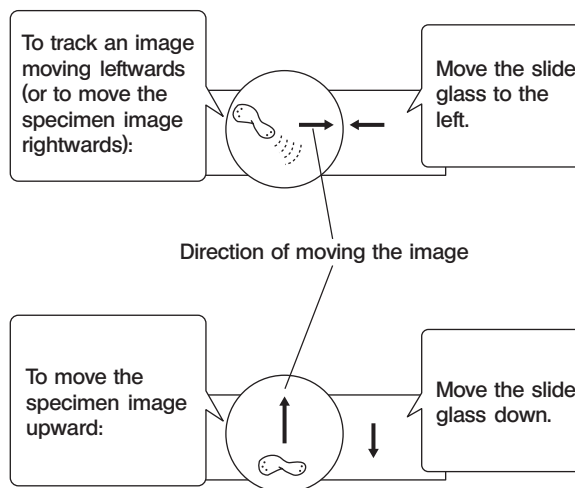 To track an image
moving leftwards
(or to move the
specimen image
rightwards):
Move the slide
glass to the
left.
Direction of moving the image
To move the
specimen image
upward:
Move the slide
glass down.